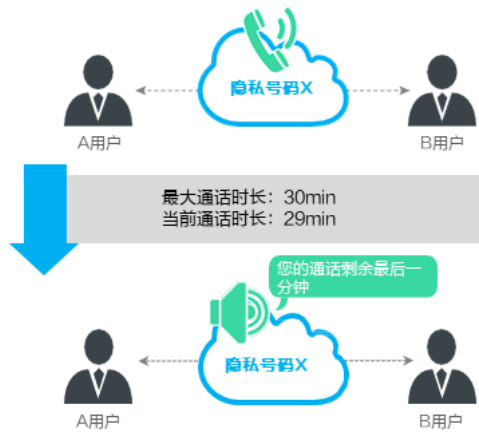 隐私号码X
A用户
B用户
最大通话时长：30min
当前通话时长：29min
您的通话剩余最后一
分钟
隐私号码X
A用户
B用户